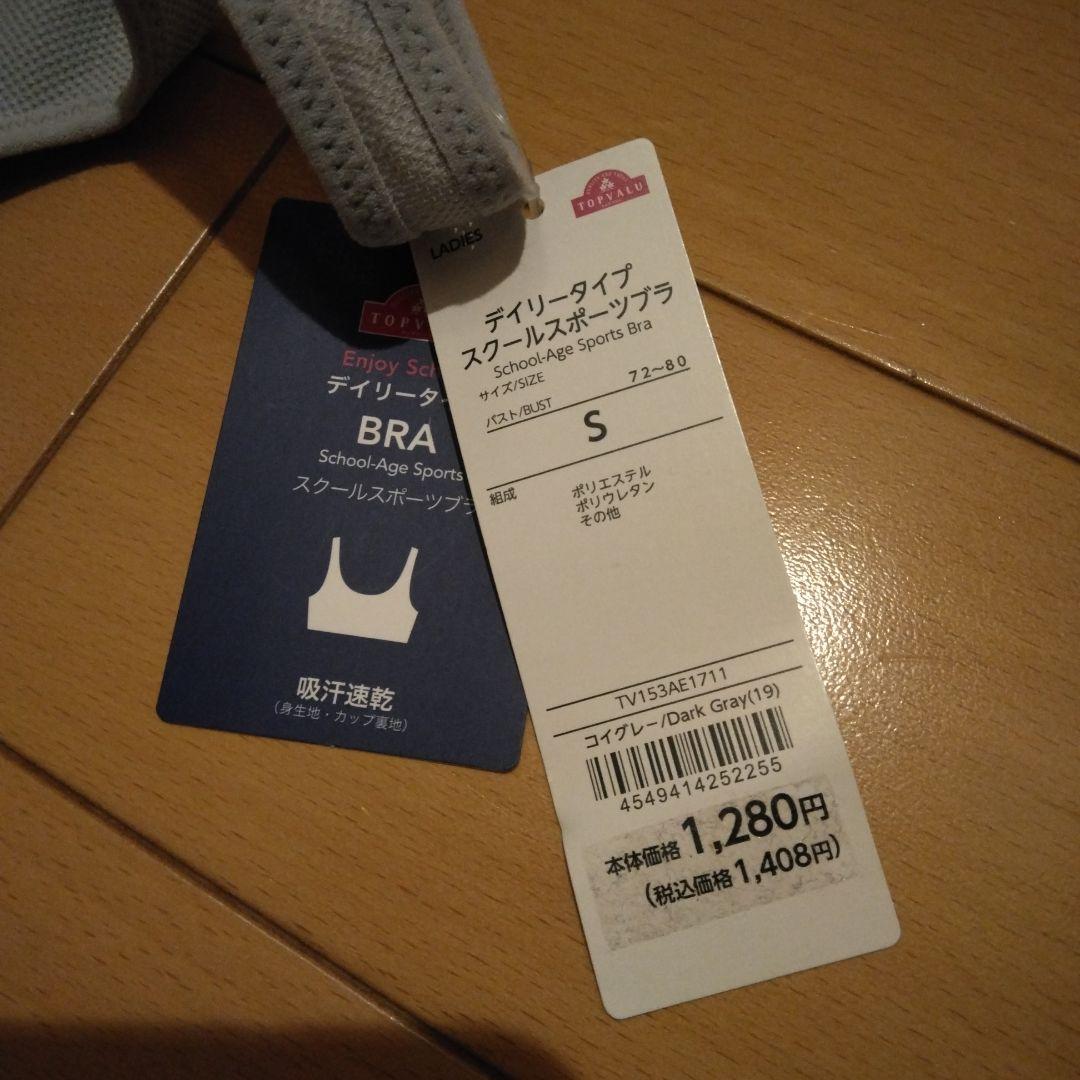 LADIES
TOPVALU
デイリータイプ
スクールスポーツブラ
School-Age Sports Bra
サイズ/SIZE
バスト/BUST 72~80
S
組成
ポリエステル
ポリウレタン
その他
TV153AE1711
コイグレー/Dark Gray(19)
4549414252255
本体価格 1,280円
(税込価格1,408円)
TOPV
Enjoy Sc
デイリータ
BRA
School-Age Sports
スクールスポーツブラ
吸汗速乾
(身生地・カップ裏地)